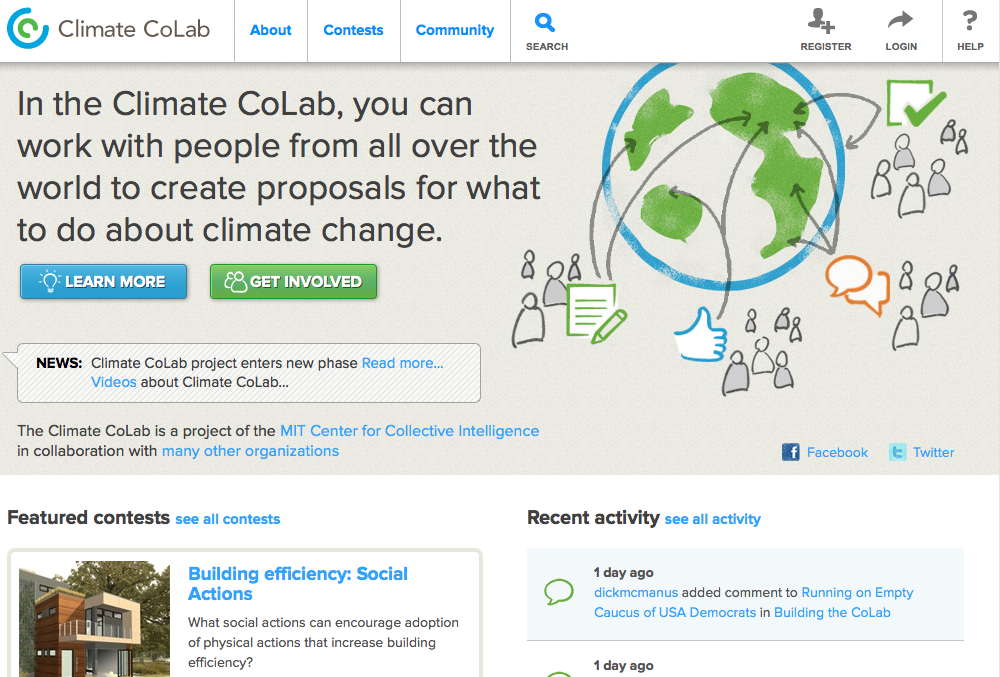 Climate CoLab
About
Contests
Community
SEARCH
REGISTER
LOGIN
?
HELP
In the Climate CoLab, you can
work with people from all over the
world to create proposals for what
to do about climate change.
LEARN MORE
GET INVOLVED
NEWS: Climate CoLab project enters new phase Read more...
Videos about Climate CoLab...
The Climate CoLab is a project of the MIT Center for Collective Intelligence
in collaboration with many other organizations
f Facebook
t Twitter
Featured contests see all contests
Building efficiency: Social
Actions
What social actions can encourage adoption
of physical actions that increase building
efficiency?
Recent activity see all activity
1 day ago
dickmcmanus added comment to Running on Empty
Caucus of USA Democrats in Building the CoLab
1 day ago